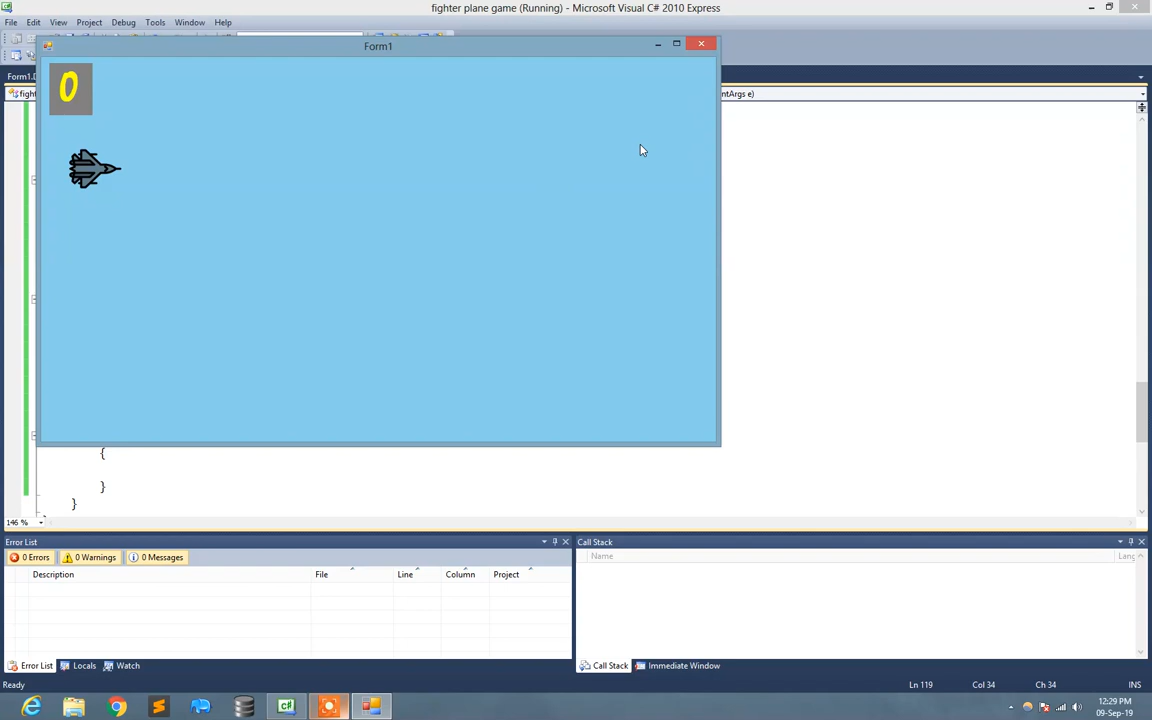 fighter plane game (Running) - Microsoft Visual C# 2010 Express
File Edit View Project Debug Tools Window Help
Form1
Form1.D
0
fight
ntArgs e)
{
}
}
146 %
Error List
Call Stack
0 Errors 0 Warnings 0 Messages
Name Lang
Description File Line Column Project
Error List Locals Watch
Call Stack Immediate Window
Ready Ln 119 Col 34 Ch 34 INS
12:29 PM
09-Sep-19